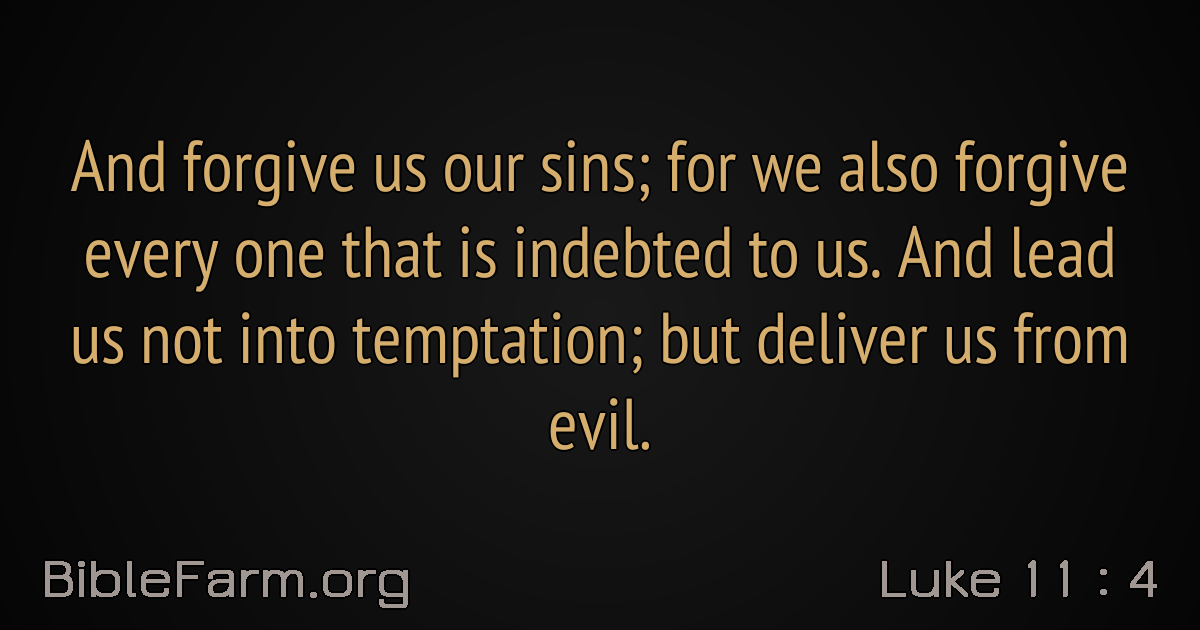 And forgive us our sins; for we also forgive
every one that is indebted to us. And lead
us not into temptation; but deliver us from
evil.
BibleFarm.org
Luke 11 : 4